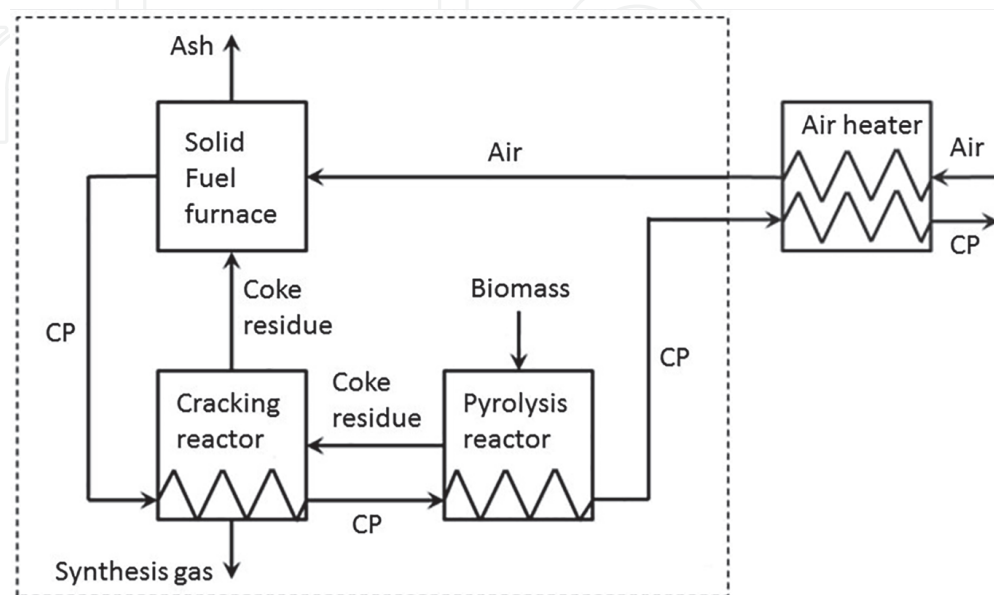 Ash
Solid
Fuel
furnace
Air
Air heater
Air
CP
Coke
residue
Biomass
CP
CP
Cracking
reactor
Coke
residue
Pyrolysis
reactor
CP
Synthesis gas